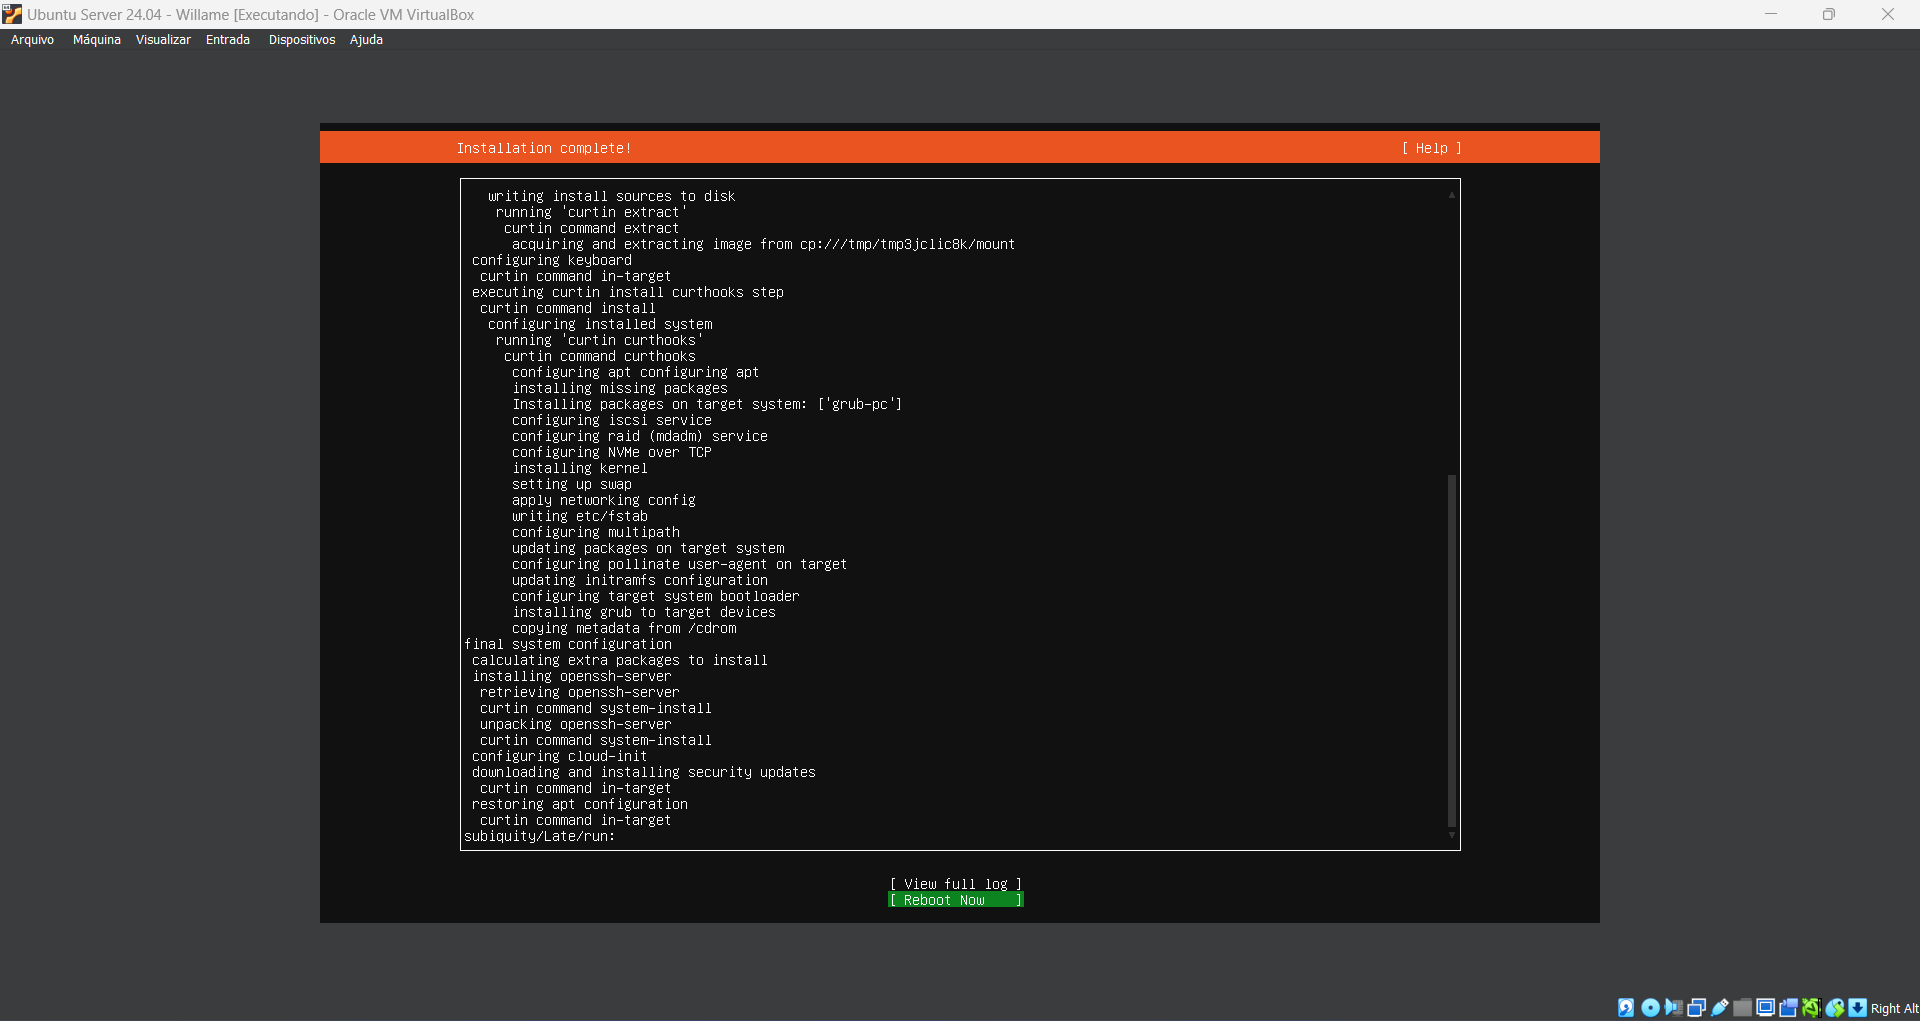 Ubuntu Server 24.04 - Willame [Executando] - Oracle VM VirtualBox
Arquivo Máquina Visualizar Entrada Dispositivos Ajuda
Installation complete! [ Help ]
writing install sources to disk
running 'curtin extract'
curtin command extract
acquiring and extracting image from cp:///tmp/tmp3jclic8k/mount
configuring keyboard
curtin command in-target
executing curtin install curthooks step
curtin command install
configuring installed system
running 'curtin curthooks'
curtin command curthooks
configuring apt configuring apt
installing missing packages
Installing packages on target system: ['grub-pc']
configuring iscsi service
configuring raid (mdadm) service
configuring NVMe over TCP
installing kernel
setting up swap
apply networking config
writing etc/fstab
configuring multipath
updating packages on target system
configuring pollinate user-agent on target
updating initramfs configuration
configuring target system bootloader
installing grub to target devices
copying metadata from /cdrom
final system configuration
calculating extra packages to install
installing openssh-server
retrieving openssh-server
curtin command system-install
unpacking openssh-server
curtin command system-install
configuring cloud-init
downloading and installing security updates
curtin command in-target
restoring apt configuration
curtin command in-target
subiquity/Late/run:
[ View full log ]
[ Reboot Now ]
Right Alt